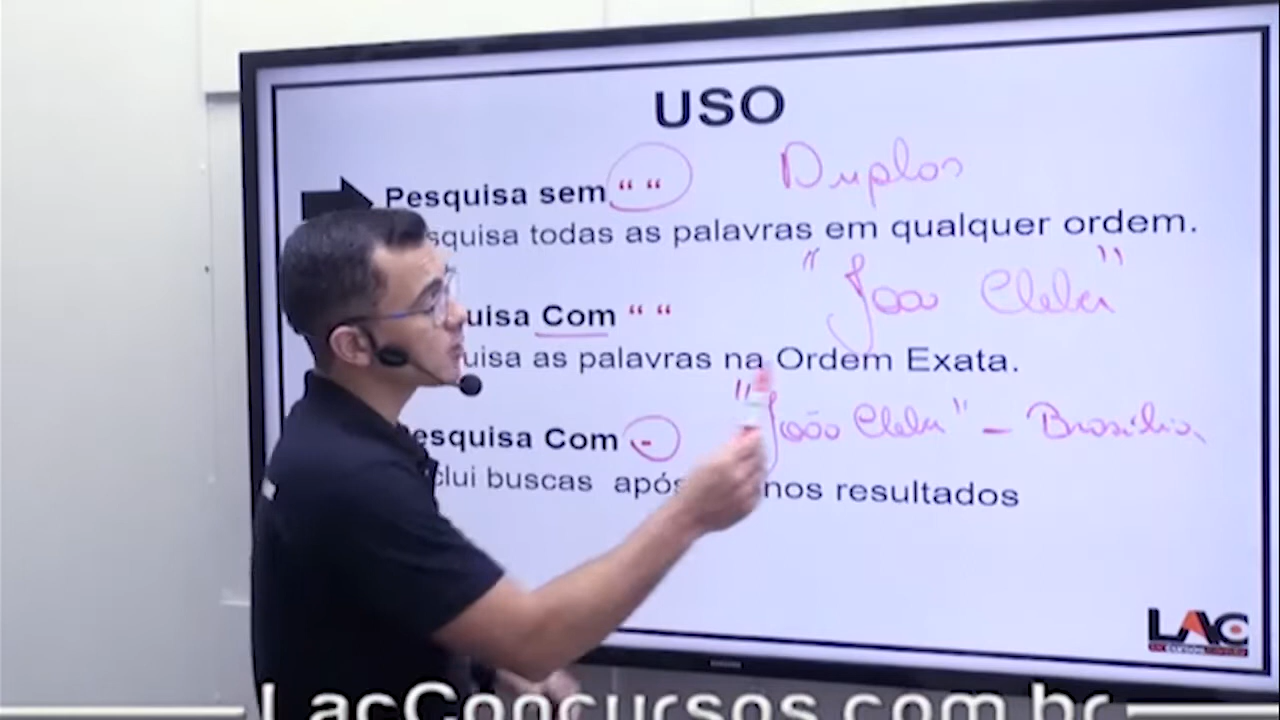 USO
Pesquisa sem “ “ Duplos
squisa todas as palavras em qualquer ordem.
" João Cleber "
uisa Com “ “
uisa as palavras na Ordem Exata.
esquisa Com - "João Cleber" - Brasília
clui buscas após nos resultados
LAC
LacConcursos.com.br